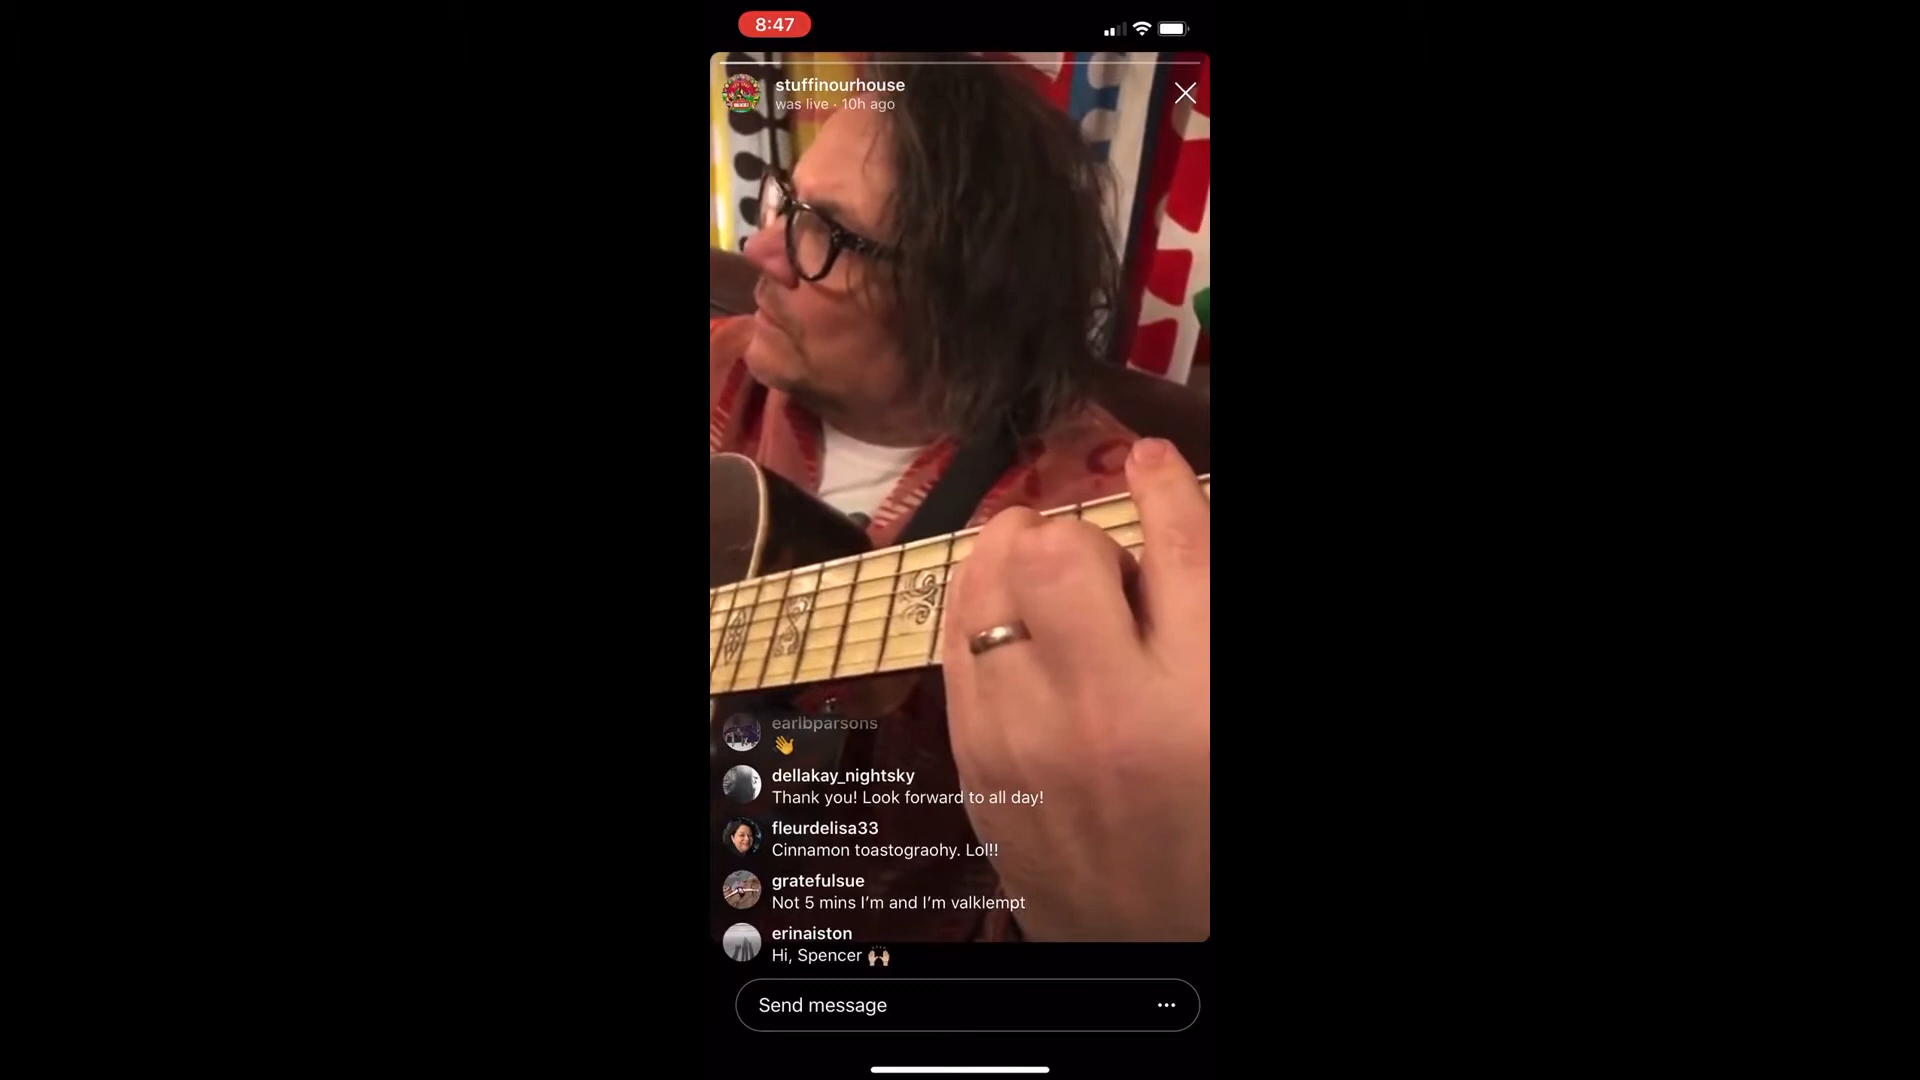 8:47
stuffinourhouse
was live · 10h ago
earlbparsons
👋
dellakay_nightsky
Thank you! Look forward to all day!
fleurdelisa33
Cinnamon toastograohy. Lol!!
gratefulsue
Not 5 mins I'm and I'm valklempt
erinaiston
Hi, Spencer 🙌🏼
Send message